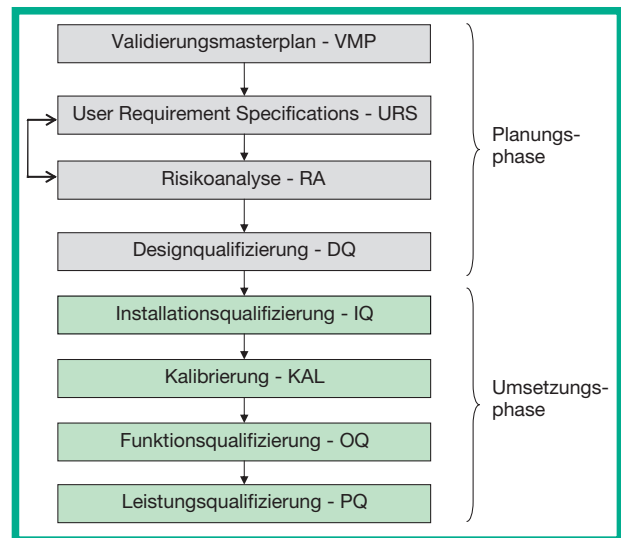 Validierungsmasterplan - VMP
User Requirement Specifications - URS
Risikoanalyse - RA
Designqualifizierung - DQ
Planungs-
phase
Installationsqualifizierung - IQ
Kalibrierung - KAL
Funktionsqualifizierung - OQ
Leistungsqualifizierung - PQ
Umsetzungs-
phase